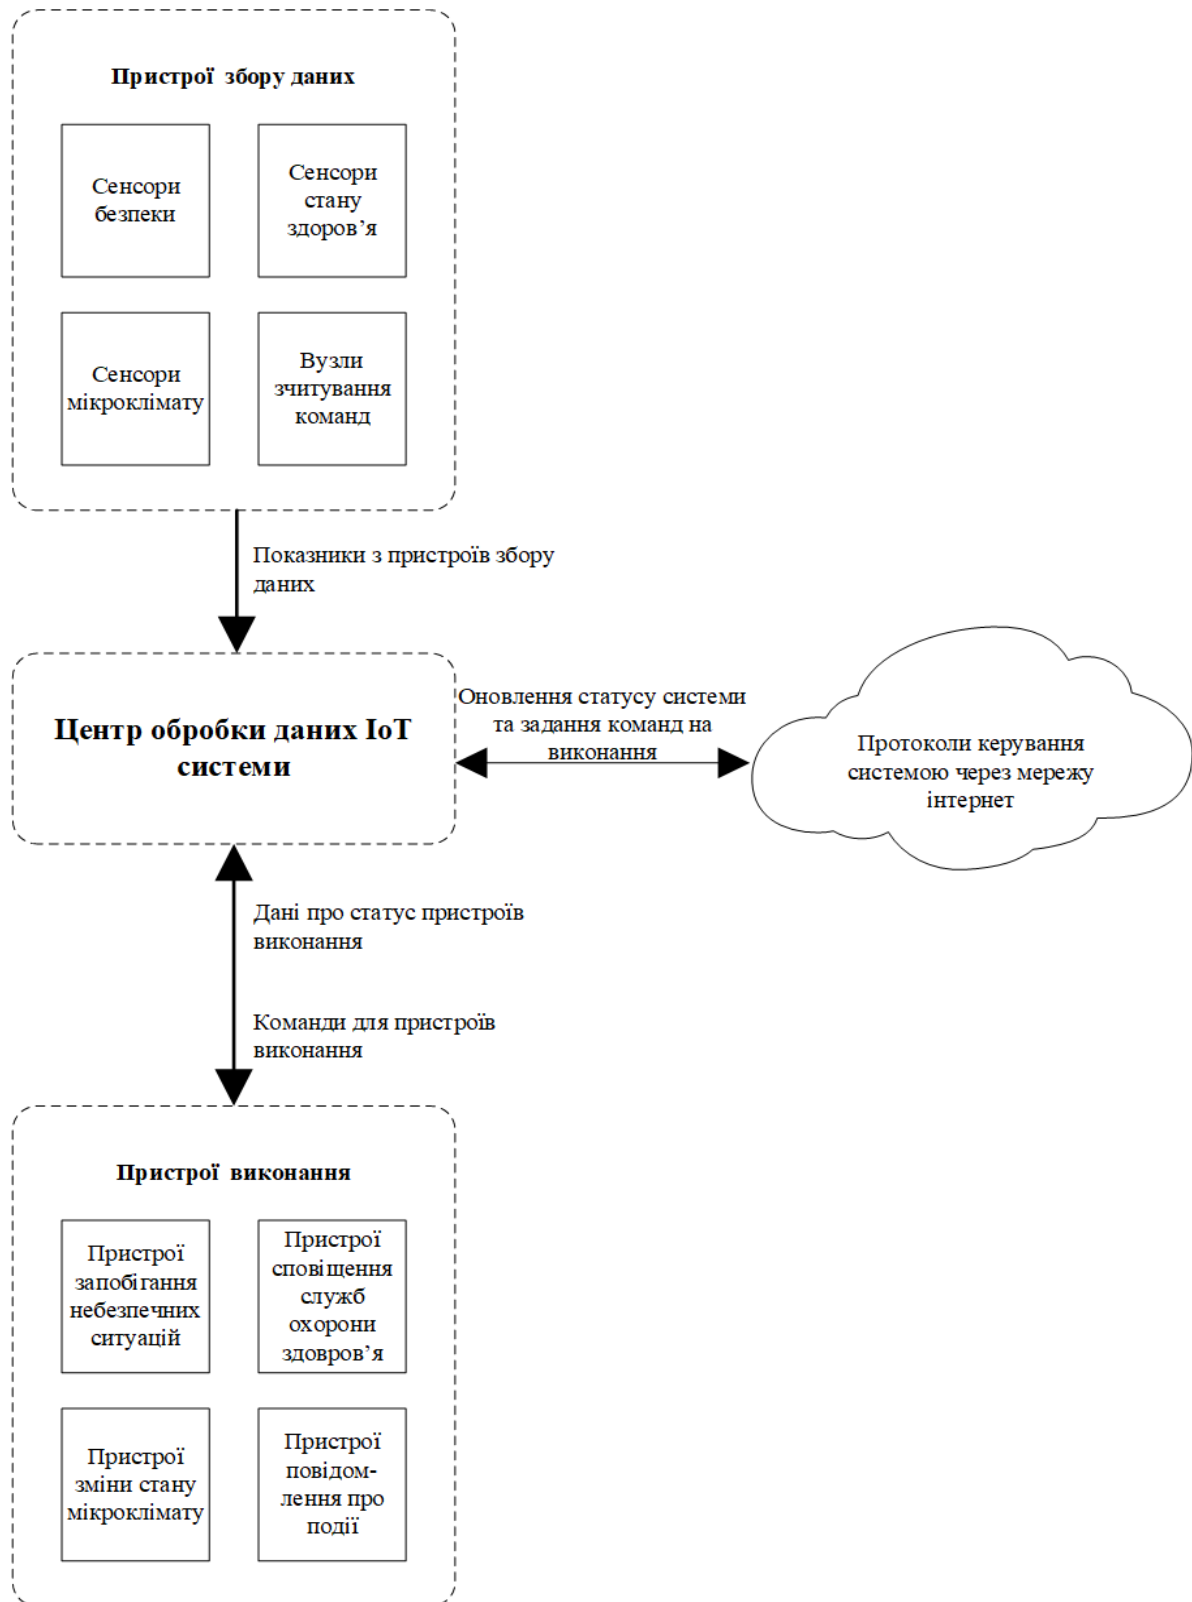 Пристрої збору даних
Сенсори
безпеки
Сенсори
стану
здоров’я
Сенсори
мікроклімату
Вузли
зчитування
команд
Показники з пристроїв збору
даних
Центр обробки даних IoT
системи
Оновлення статусу системи
та задання команд на
виконання
Протоколи керування
системою через мережу
інтернет
Дані про статус пристроїв
виконання
Команди для пристроїв
виконання
Пристрої виконання
Пристрої
запобігання
небезпечних
ситуацій
Пристрої
сповіщення
служб
охорони
здовров’я
Пристрої
зміни стану
мікроклімату
Пристрої
повідом-
лення про
події